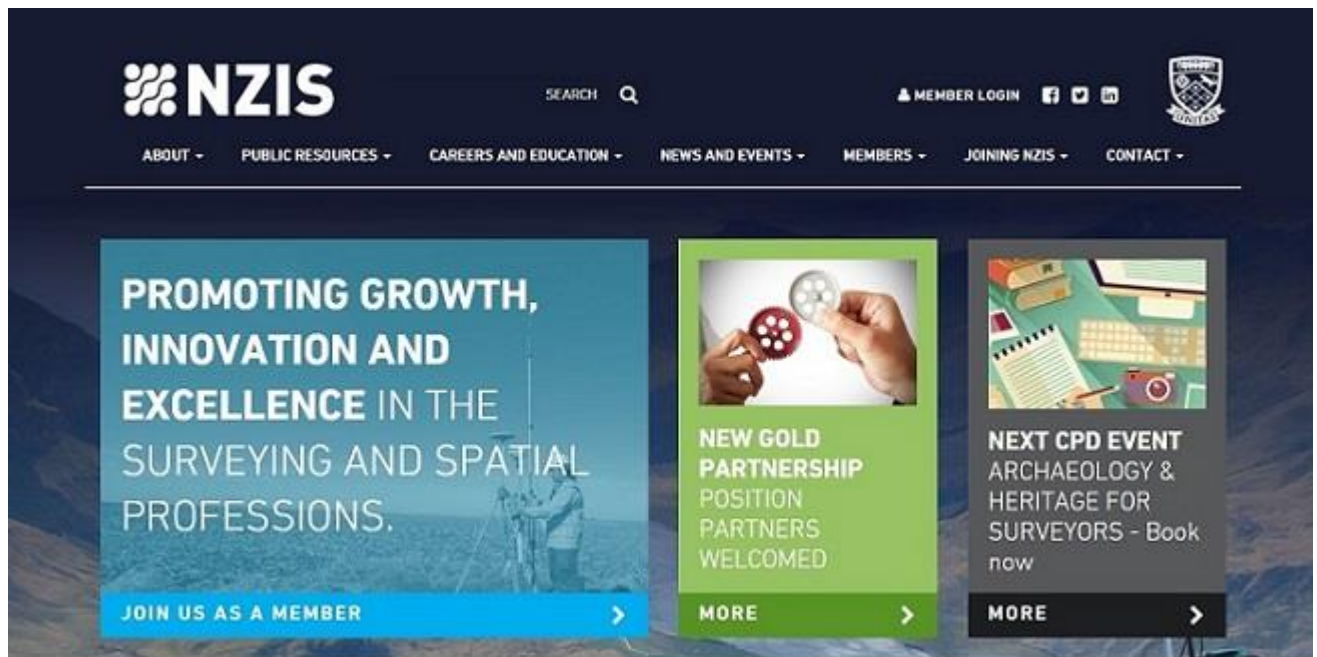 NZIS
SEARCH
MEMBER LOGIN
ABOUT
PUBLIC RESOURCES
CAREERS AND EDUCATION
NEWS AND EVENTS
MEMBERS
JOINING NZIS
CONTACT
PROMOTING GROWTH,
INNOVATION AND
EXCELLENCE IN THE
SURVEYING AND SPATIAL
PROFESSIONS.
JOIN US AS A MEMBER
NEW GOLD
PARTNERSHIP
POSITION
PARTNERS
WELCOMED
MORE
NEXT CPD EVENT
ARCHAEOLOGY &
HERITAGE FOR
SURVEYORS - Book
now
MORE